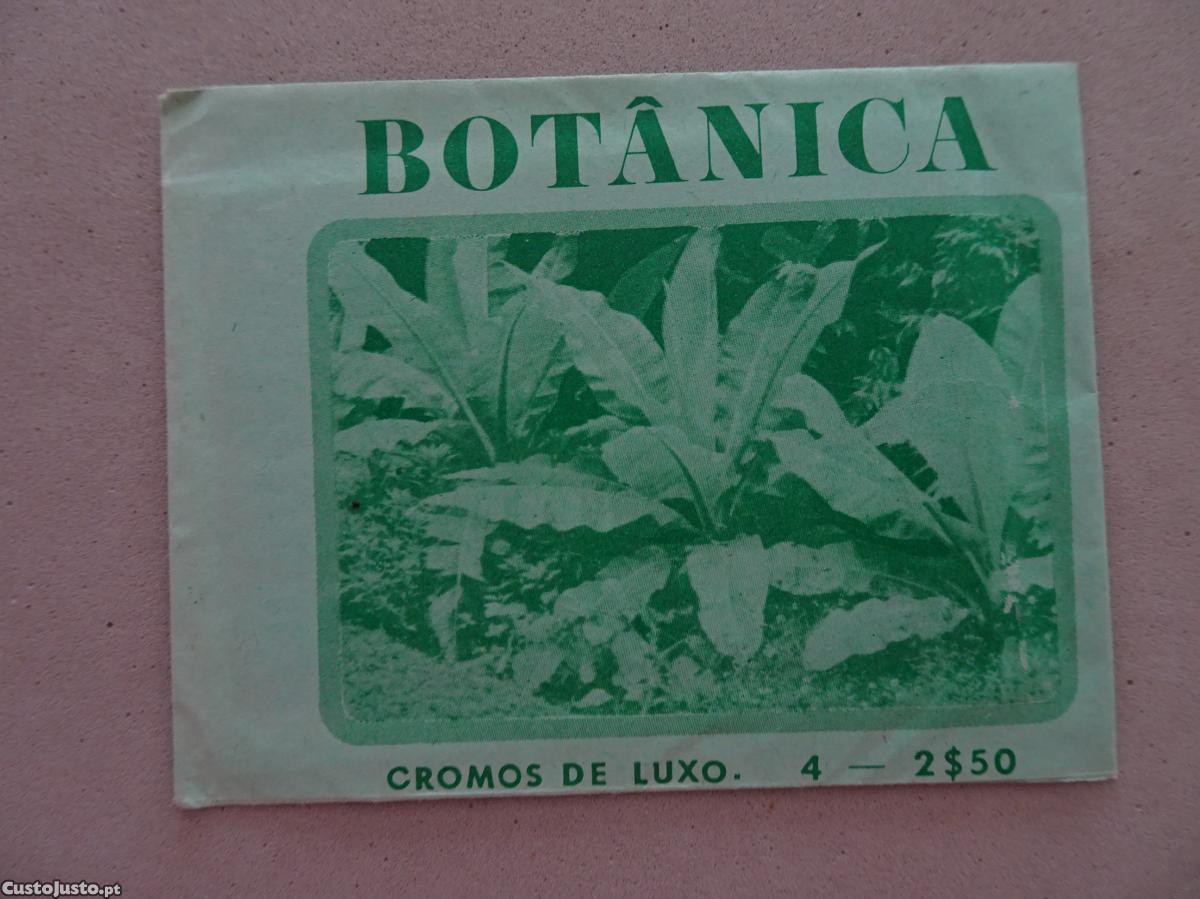 BOTÂNICA
CROMOS DE LUXO. 4 — 2$50
CustoJusto.pt